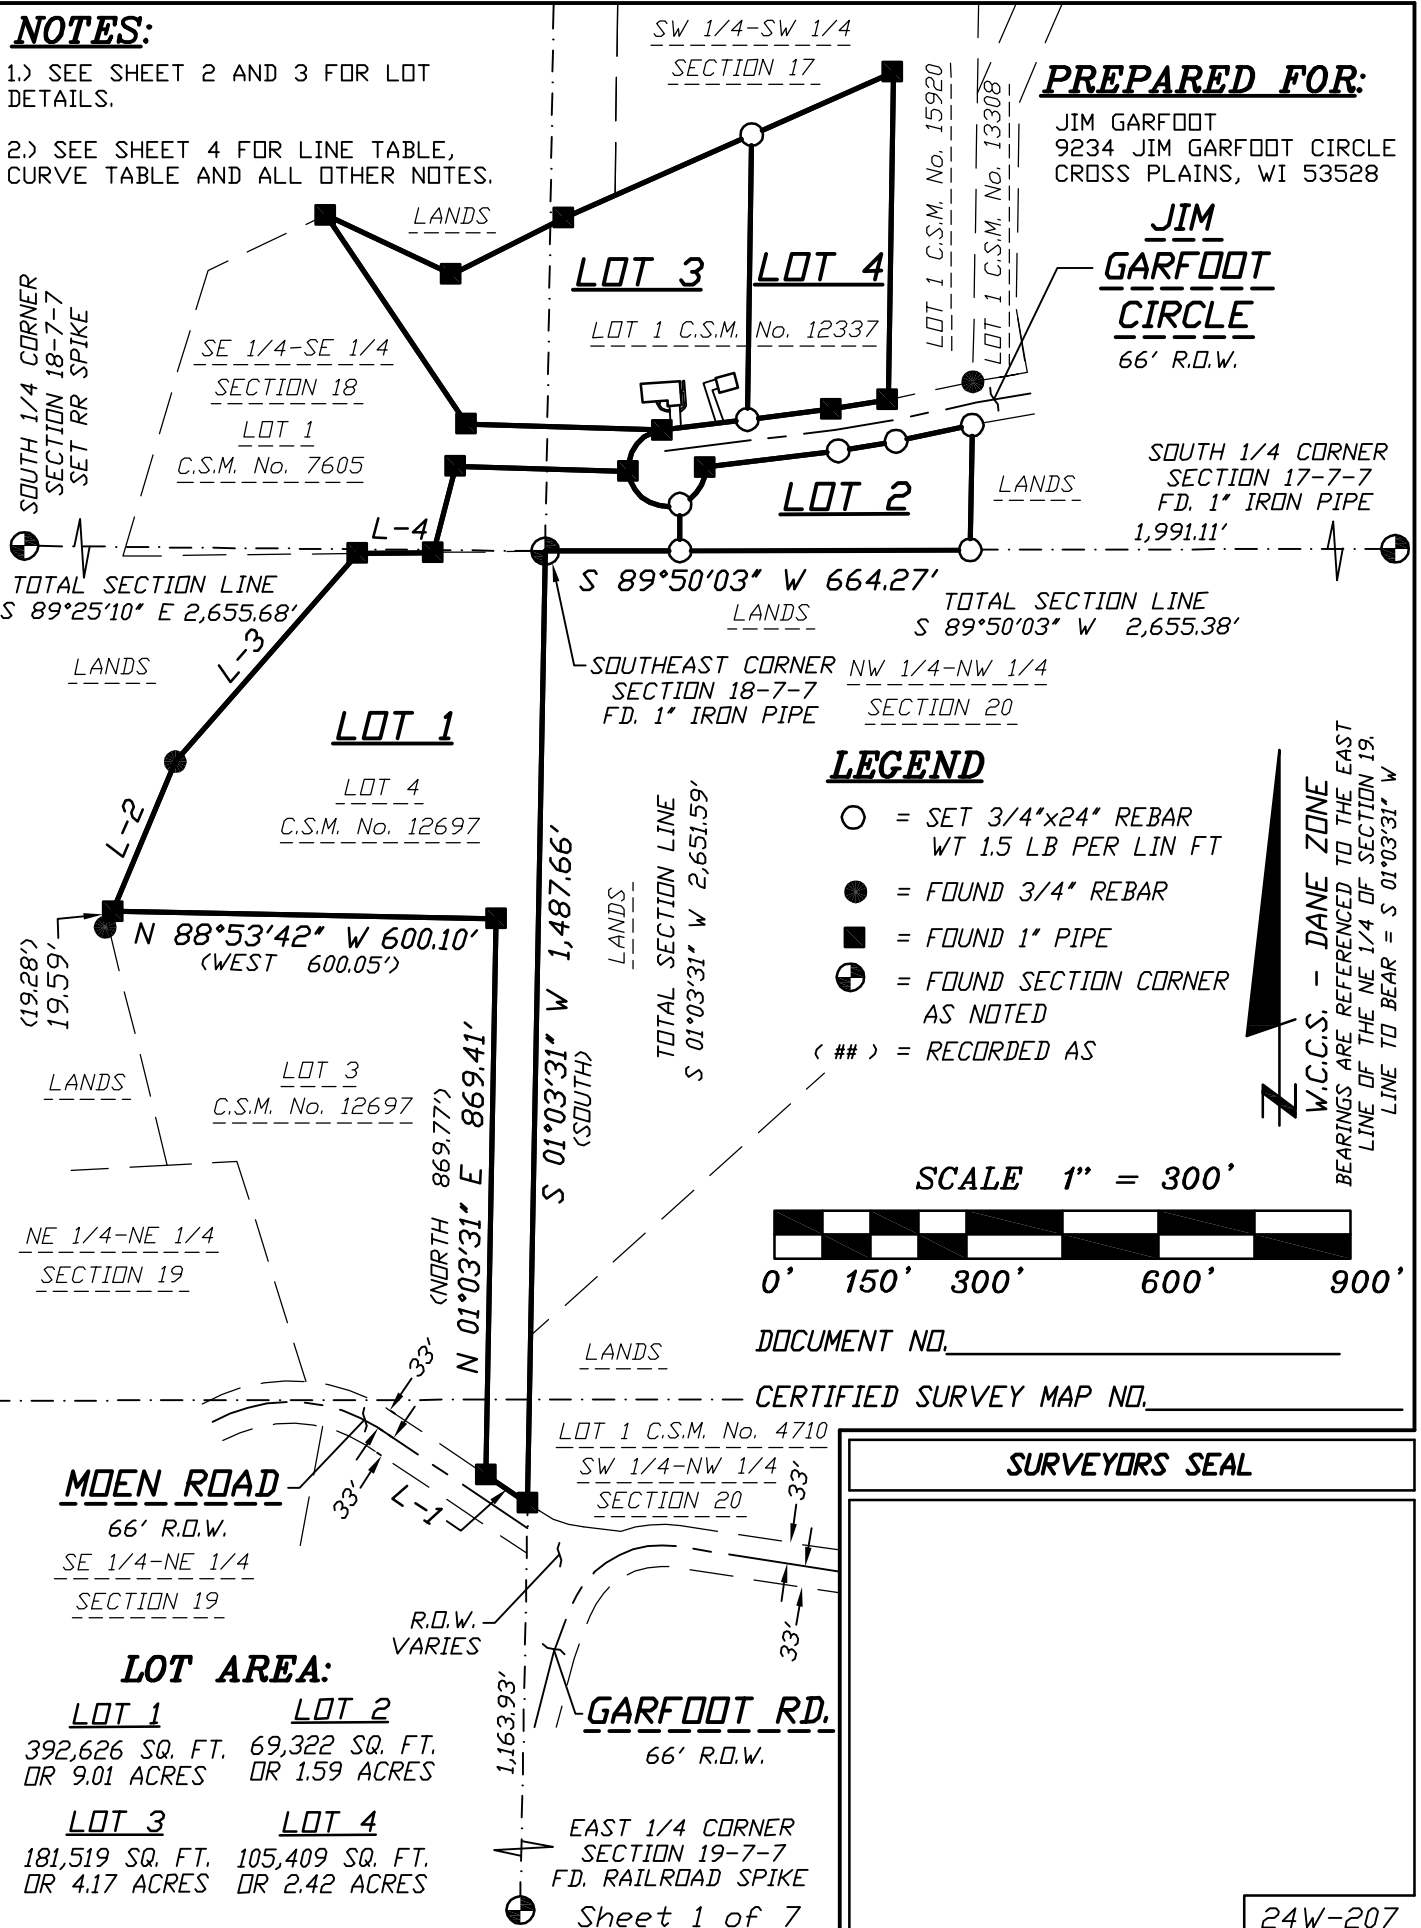 NOTES:
1.) SEE SHEET 2 AND 3 FOR LOT
DETAILS.
2.) SEE SHEET 4 FOR LINE TABLE,
CURVE TABLE AND ALL OTHER NOTES.
SW 1/4-SW 1/4
SECTION 17
PREPARED FOR:
JIM GARFOOT
9234 JIM GARFOOT CIRCLE
CROSS PLAINS, WI 53528
LOT 1 C.S.M. No. 15920
LOT 1 C.S.M. No. 13308
JIM
GARFOOT
CIRCLE
66' R.O.W.
LANDS
LOT 3
LOT 4
LOT 1 C.S.M. No. 12337
SOUTH 1/4 CORNER
SECTION 18-7-7
SET RR SPIKE
SE 1/4-SE 1/4
SECTION 18
LOT 1
C.S.M. No. 7605
LOT 2
LANDS
SOUTH 1/4 CORNER
SECTION 17-7-7
FD. 1" IRON PIPE
1,991.11'
L-4
TOTAL SECTION LINE
S 89°25'10" E 2,655.68'
S 89°50'03" W 664.27'
LANDS
TOTAL SECTION LINE
S 89°50'03" W 2,655.38'
LANDS
L-3
SOUTHEAST CORNER
SECTION 18-7-7
FD. 1" IRON PIPE
NW 1/4-NW 1/4
SECTION 20
LOT 1
LOT 4
C.S.M. No. 12697
L-2
LEGEND
= SET 3/4"x24" REBAR
WT 1.5 LB PER LIN FT
= FOUND 3/4" REBAR
= FOUND 1" PIPE
= FOUND SECTION CORNER
AS NOTED
( ## ) = RECORDED AS
W.C.C.S. - DANE ZONE
BEARINGS ARE REFERENCED TO THE EAST
LINE OF THE NE 1/4 OF SECTION 19.
LINE TO BEAR = S 01°03'31" W
N
N 88°53'42" W 600.10'
(WEST 600.05')
(19.28')
19.59'
LANDS
TOTAL SECTION LINE
S 01°03'31" W 2,651.59'
S 01°03'31" W 1,487.66'
(SOUTH)
(NORTH 869.77')
N 01°03'31" E 869.41'
LANDS
LOT 3
C.S.M. No. 12697
SCALE 1" = 300'
0' 150' 300' 600' 900'
NE 1/4-NE 1/4
SECTION 19
33'
LANDS
DOCUMENT NO.
CERTIFIED SURVEY MAP NO.
LOT 1 C.S.M. No. 4710
SW 1/4-NW 1/4
SECTION 20
SURVEYORS SEAL
MOEN ROAD
66' R.O.W.
33'
L-1
33'
SE 1/4-NE 1/4
SECTION 19
R.O.W.
VARIES
33'
LOT AREA:
LOT 1
392,626 SQ. FT.
OR 9.01 ACRES
LOT 2
69,322 SQ. FT.
OR 1.59 ACRES
LOT 3
181,519 SQ. FT.
OR 4.17 ACRES
LOT 4
105,409 SQ. FT.
OR 2.42 ACRES
1,163.93'
GARFOOT RD.
66' R.O.W.
EAST 1/4 CORNER
SECTION 19-7-7
FD. RAILROAD SPIKE
Sheet 1 of 7
24W-207